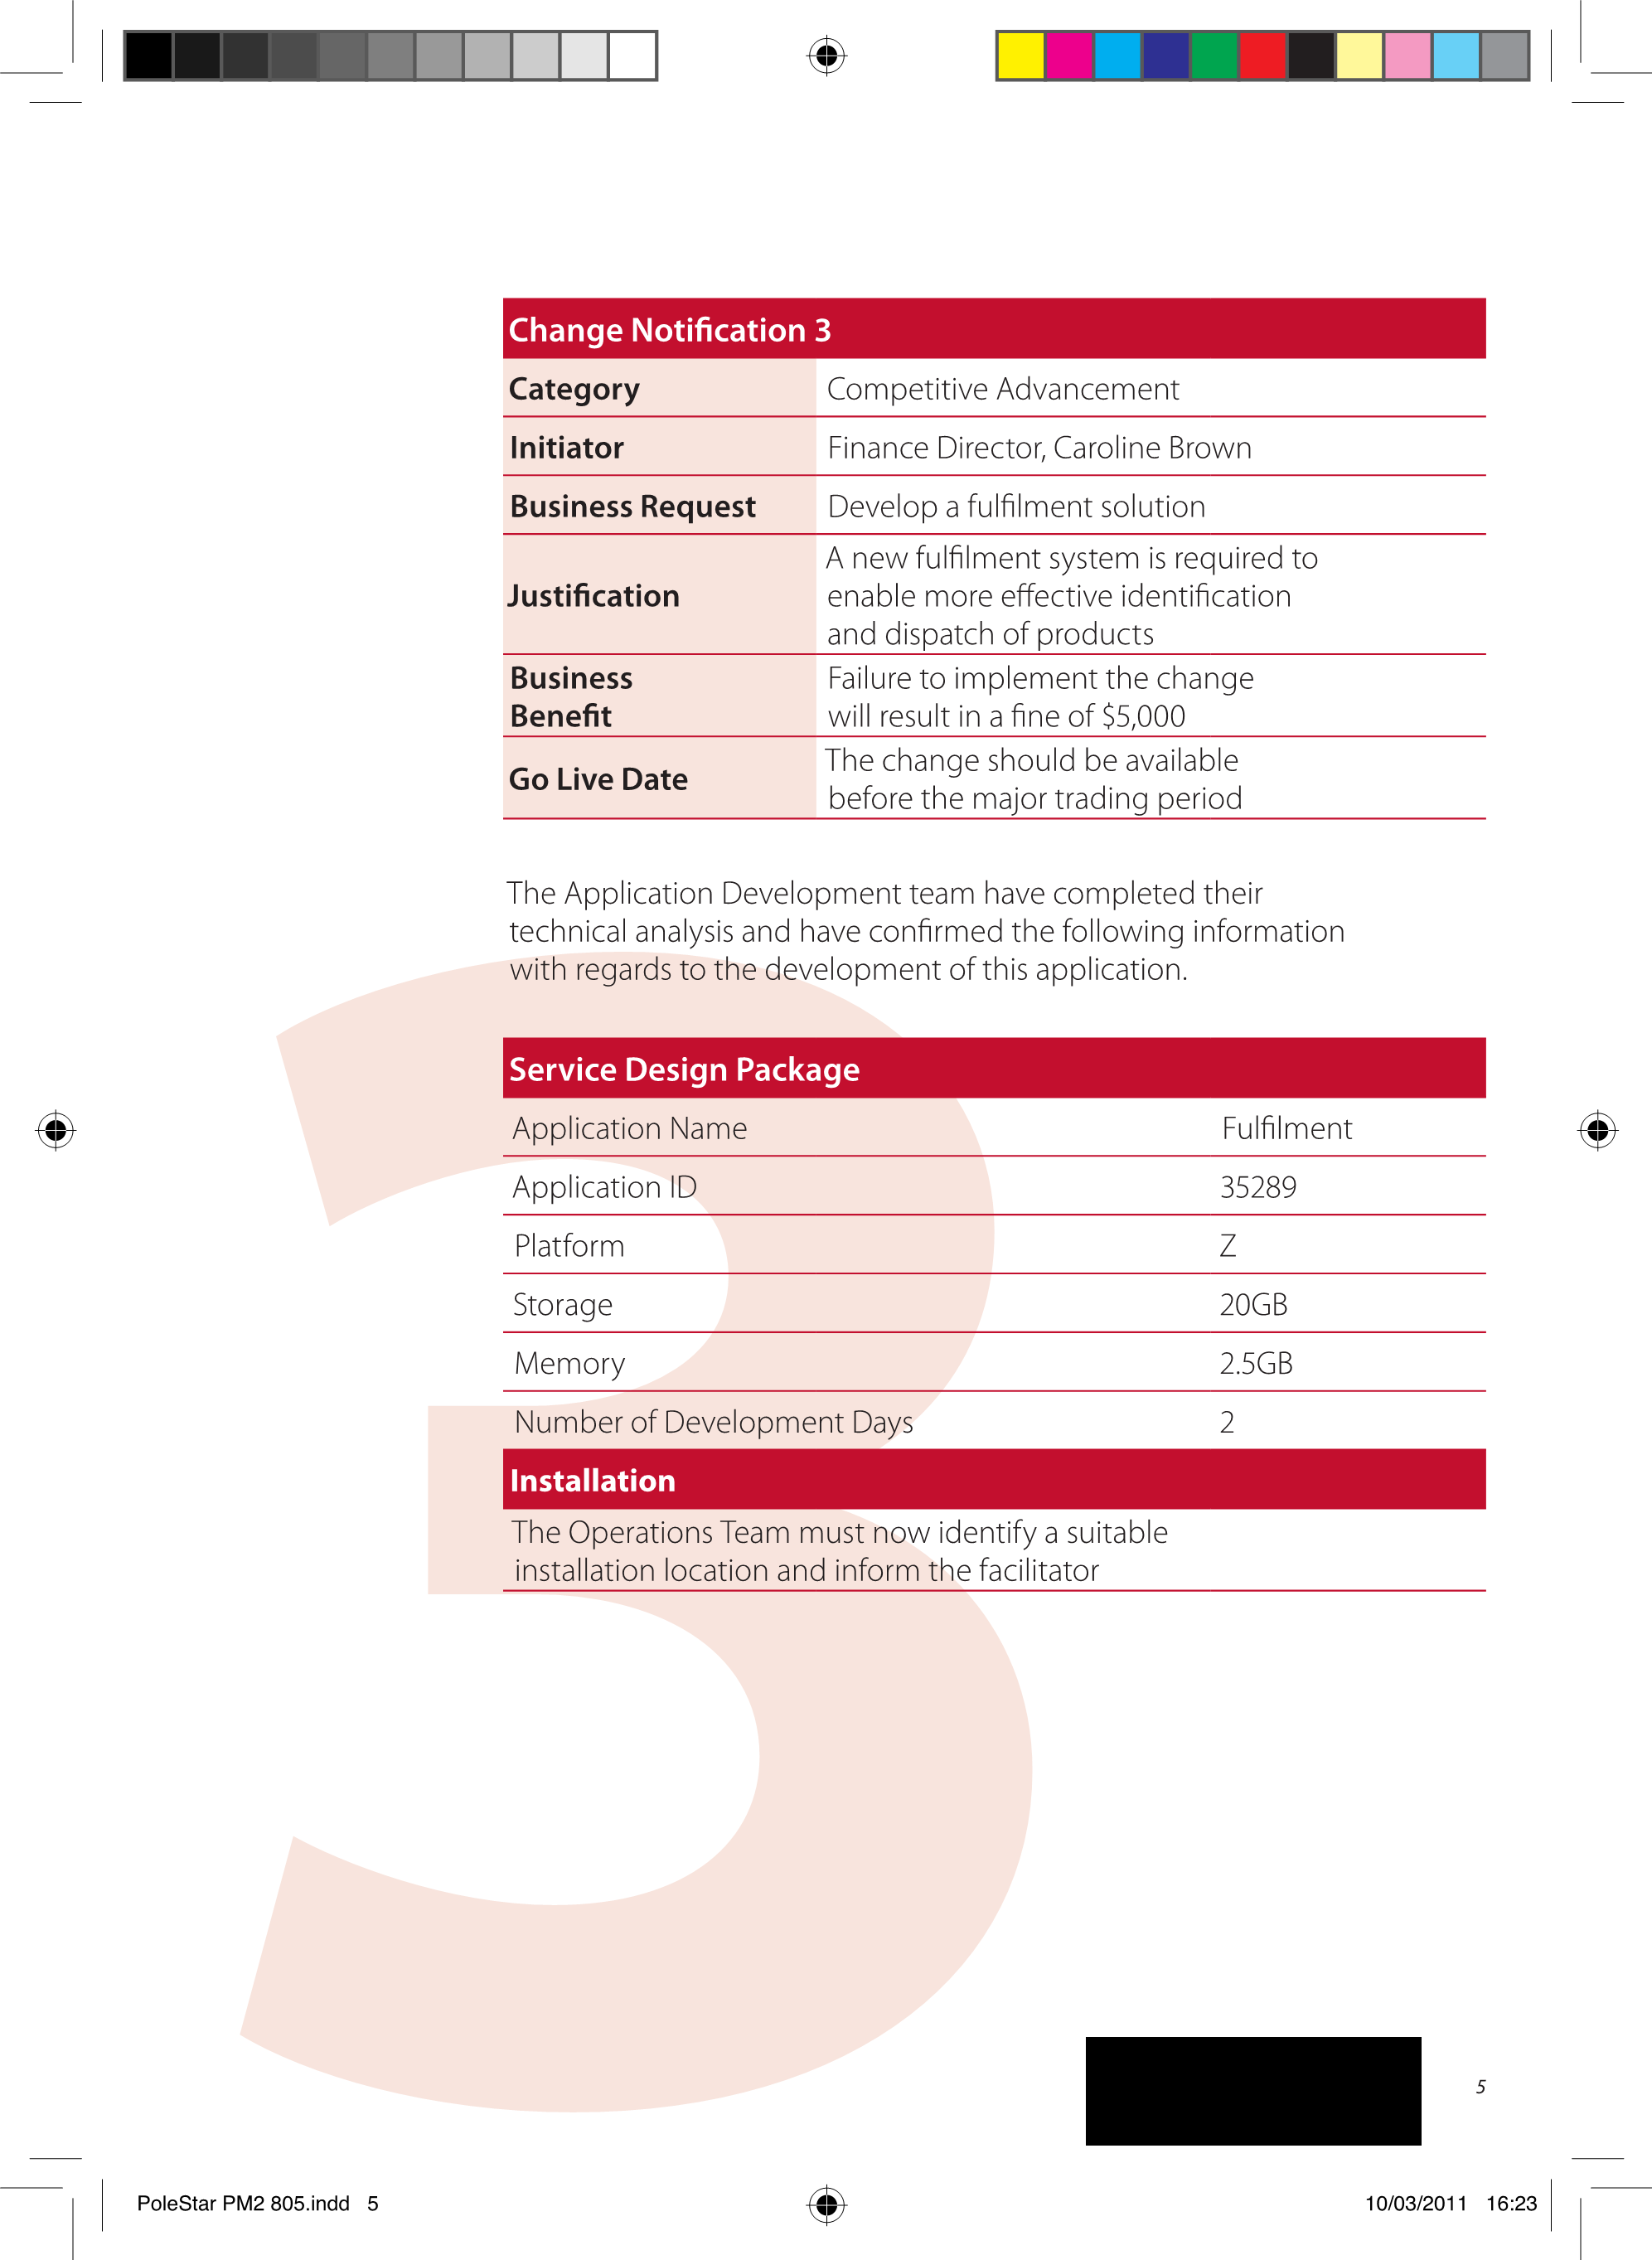 Change Notification 3
Category Competitive Advancement
Initiator Finance Director, Caroline Brown
Business Request Develop a fulfilment solution
Justification A new fulfilment system is required to
enable more effective identification
and dispatch of products
Business Failure to implement the change
Benefit will result in a fine of $5,000
Go Live Date The change should be available
before the major trading period
The Application Development team have completed their
technical analysis and have confirmed the following information
with regards to the development of this application.
3
Service Design Package
Application Name Fulfilment
Application ID 35289
Platform Z
Storage 20GB
Memory 2.5GB
Number of Development Days 2
Installation
The Operations Team must now identify a suitable
installation location and inform the facilitator
5
PoleStar PM2 805.indd 5 10/03/2011 16:23